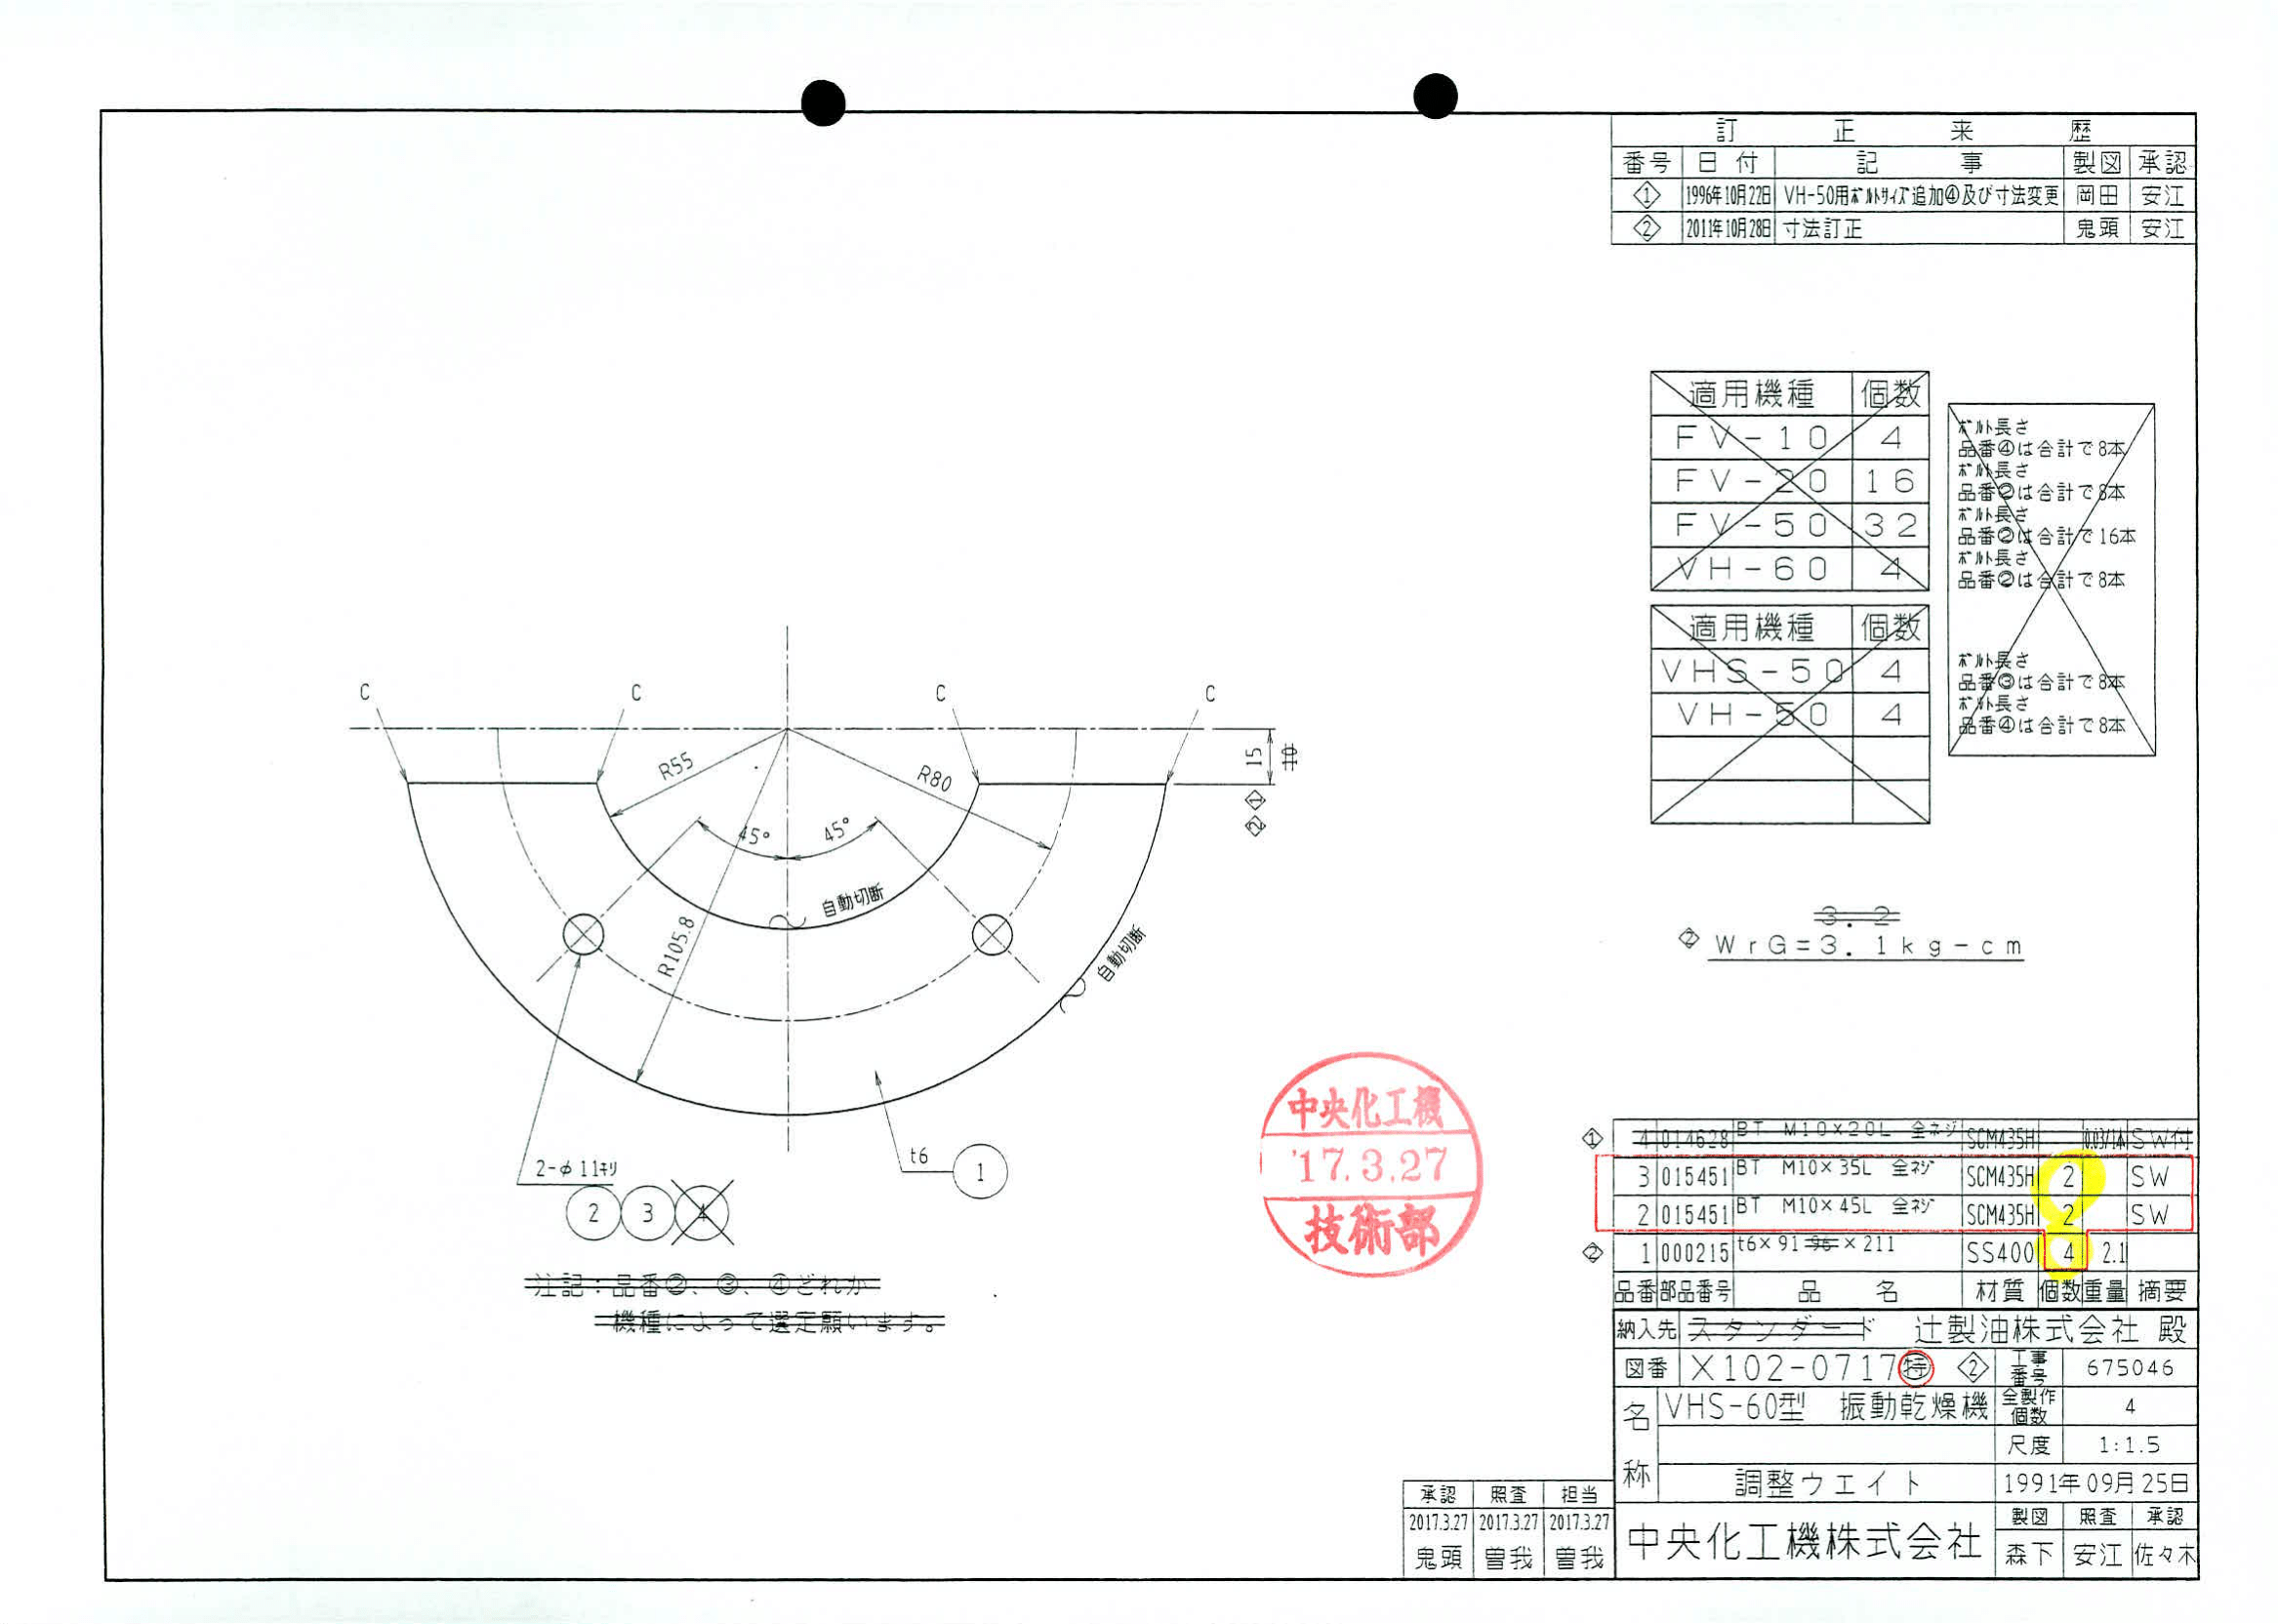 訂 正 来 歴
番号 日付 記 事 製図 承認
1 1996年10月22日 VH-50用ボルトサイズ追加④及び寸法変更 岡田 安江
2 2011年10月28日 寸法訂正 鬼頭 安江
適用機種 個数
FV-10 4
FV-20 16
FV-50 32
VH-60 4
ボルト長さ
品番④は合計で8本
ボルト長さ
品番②は合計で8本
ボルト長さ
品番②は合計で16本
ボルト長さ
品番②は合計で8本
適用機種 個数
VHS-50 4
VH-50 4
ボルト長さ
品番③は合計で8本
ボルト長さ
品番④は合計で8本
C C C C
R55
R80
15
1
2
45° 45°
自動切断
R105.8
自動切断
3.2
2 WrG=3.1kg-cm
2-φ11キリ
2 3 4
t6
1
注記:品番②、③、④どれか
機種によって選定願います。
中央化工機
'17.3.27
技術部
1 4 014628 BT M10×20L 全ネジ SCM435H 0.03/14 SW付
3 015451 BT M10×35L 全ネジ SCM435H 2 SW
2 015451 BT M10×45L 全ネジ SCM435H 2 SW
2 1 000215 t6×91 96 ×211 SS400 4 2.1
品番 部品番号 品 名 材質 個数 重量 摘要
納入先 スタンダード 辻製油株式会社 殿
図番 X102-0717 特 2 工事番号 675046
名称 VHS-60型 振動乾燥機 全製作個数 4
尺度 1:1.5
調整ウエイト 1991年09月25日
中央化工機株式会社
製図 照査 承認
森下 安江 佐々木
承認 照査 担当
2017.3.27 2017.3.27 2017.3.27
鬼頭 曽我 曽我